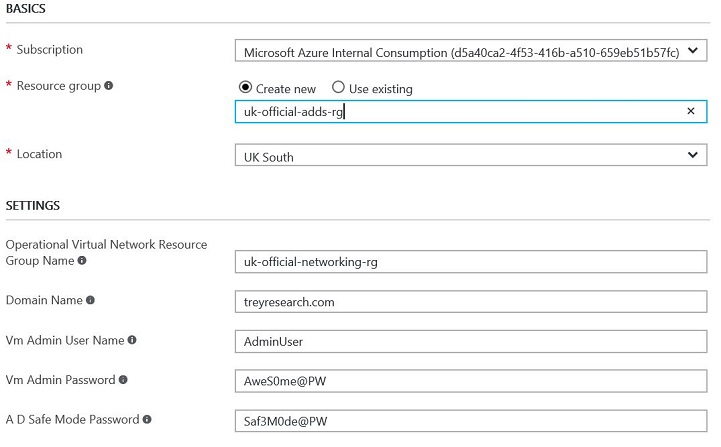 BASICS
* Subscription
Microsoft Azure Internal Consumption (d5a40ca2-4f53-416b-a510-659eb51b57fc)
* Resource group
Create new Use existing
uk-official-adds-rg
* Location
UK South
SETTINGS
Operational Virtual Network Resource
Group Name
uk-official-networking-rg
Domain Name
treyresearch.com
Vm Admin User Name
AdminUser
Vm Admin Password
AweS0me@PW
A D Safe Mode Password
Saf3M0de@PW